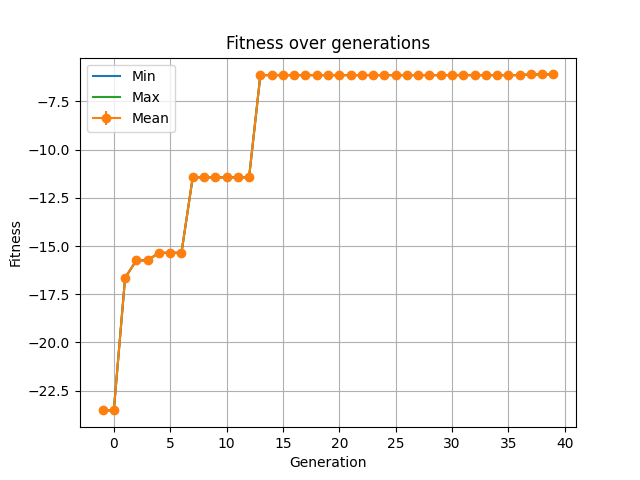 Fitness over generations
Min
Max
Mean
−7.5
−10.0
−12.5
−15.0
−17.5
−20.0
−22.5
Fitness
0 5 10 15 20 25 30 35 40
Generation